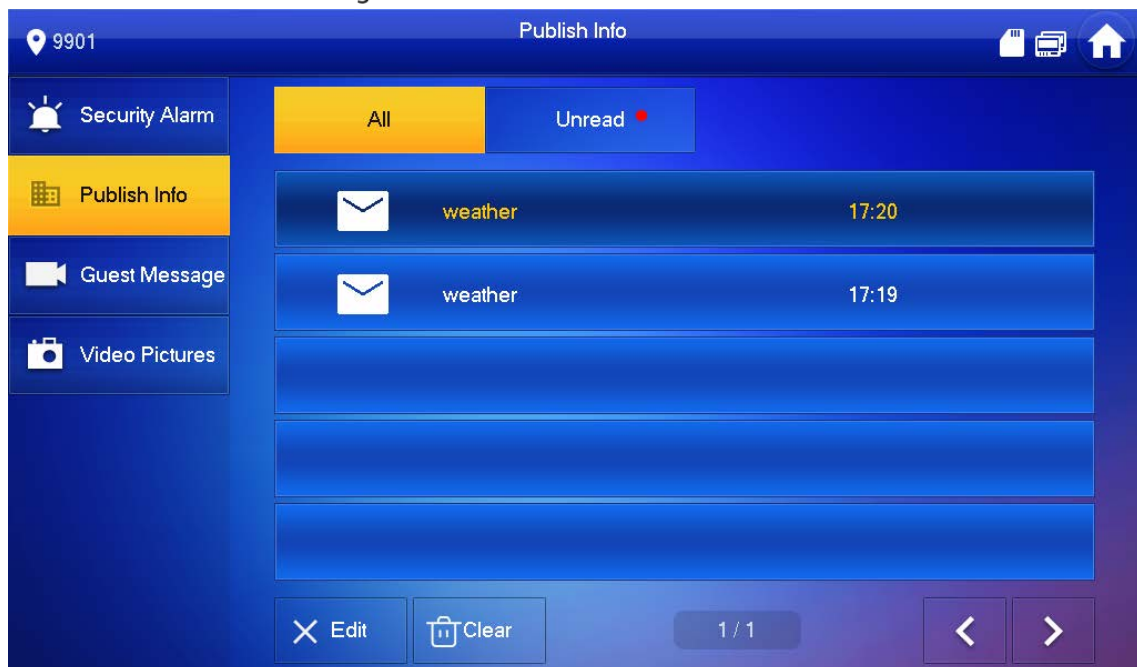 9901
Publish Info
Security Alarm
Publish Info
Guest Message
Video Pictures
All
Unread
weather 17:20
weather 17:19
Edit
Clear
1 / 1